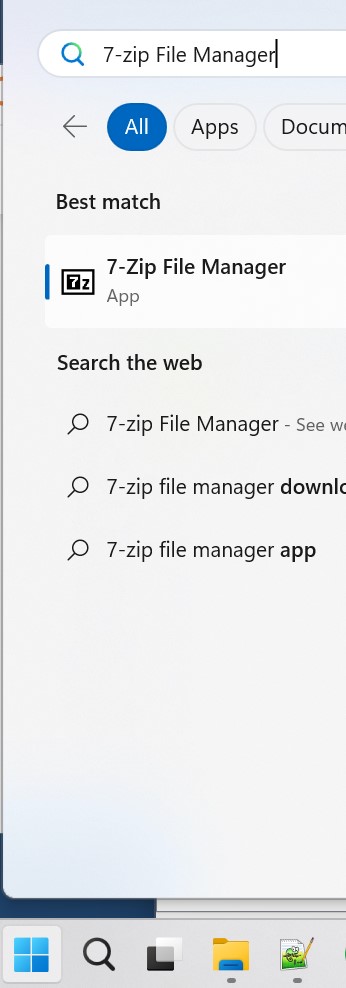 7-zip File Manager
All Apps Docum
Best match
7-Zip File Manager
7z
App
Search the web
7-zip File Manager - See we
7-zip file manager downlo
7-zip file manager app